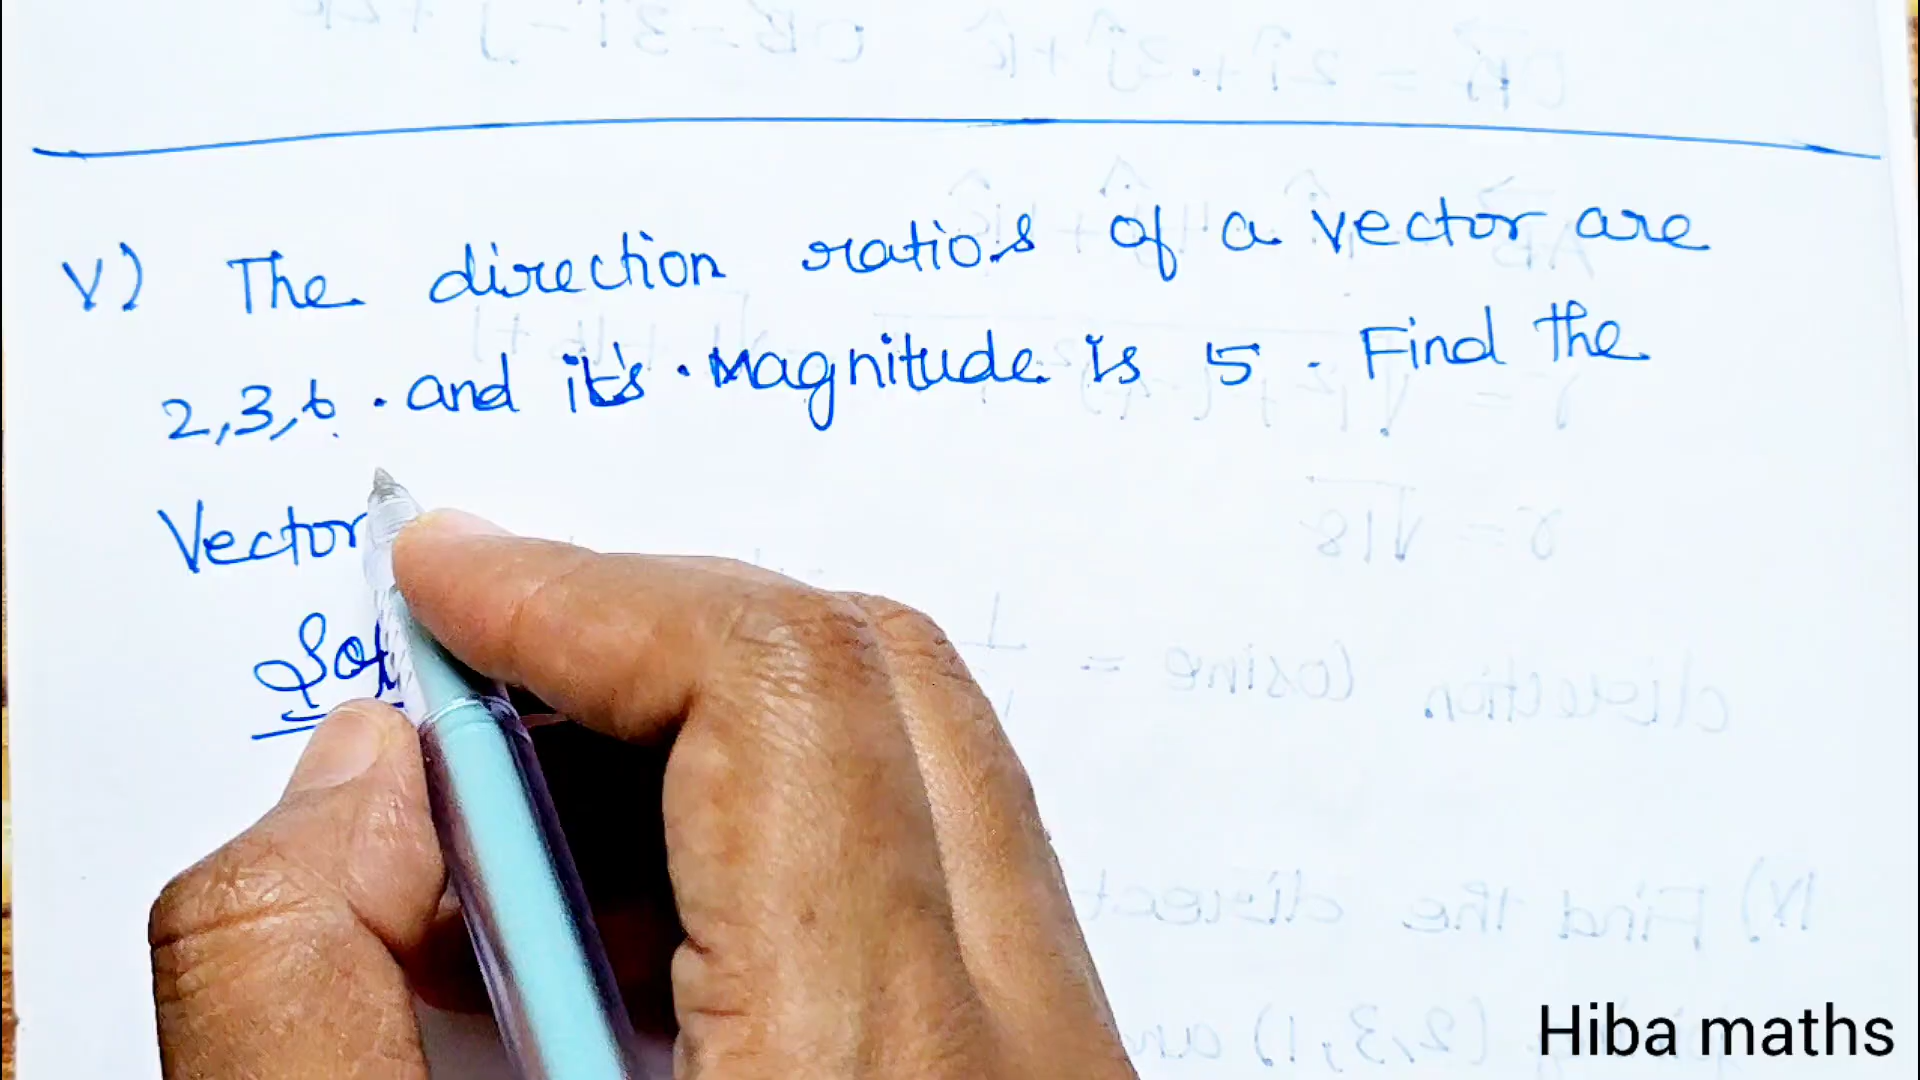 V) The direction ratios of a vector are
2,3,6 . and it's . Magnitude is 5 . Find the
Vector
Sol
Hiba maths